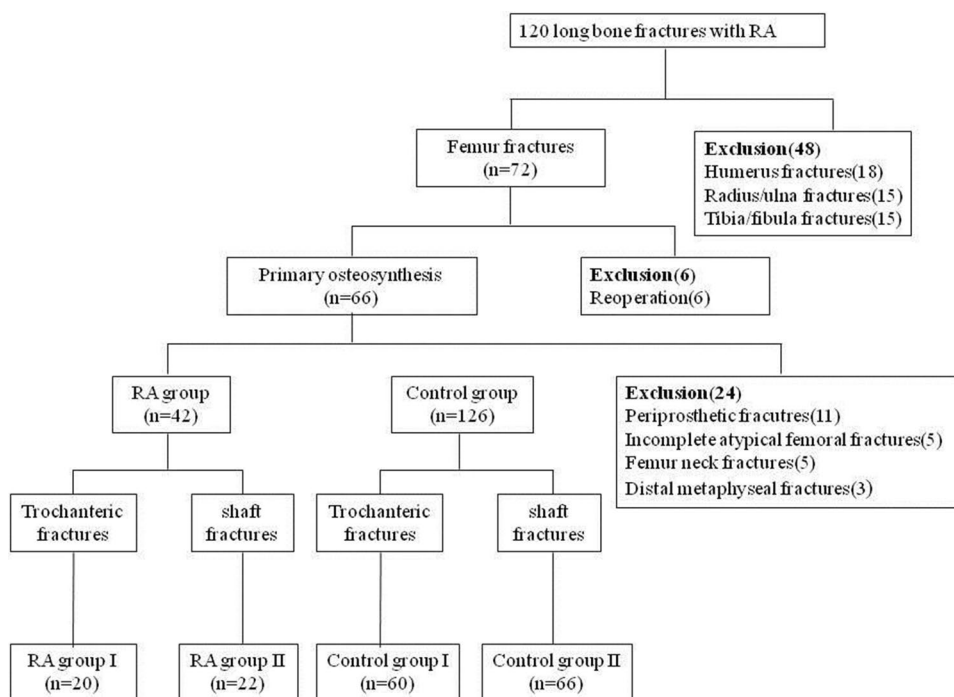 120 long bone fractures with RA
Femur fractures
(n=72)
Exclusion(48)
Humerus fractures(18)
Radius/ulna fractures(15)
Tibia/fibula fractures(15)
Primary osteosynthesis
(n=66)
Exclusion(6)
Reoperation(6)
RA group
(n=42)
Control group
(n=126)
Exclusion(24)
Periprosthetic fracutres(11)
Incomplete atypical femoral fractures(5)
Femur neck fractures(5)
Distal metaphyseal fractures(3)
Trochanteric
fractures
shaft
fractures
Trochanteric
fractures
shaft
fractures
RA group I
(n=20)
RA group II
(n=22)
Control group I
(n=60)
Control group II
(n=66)